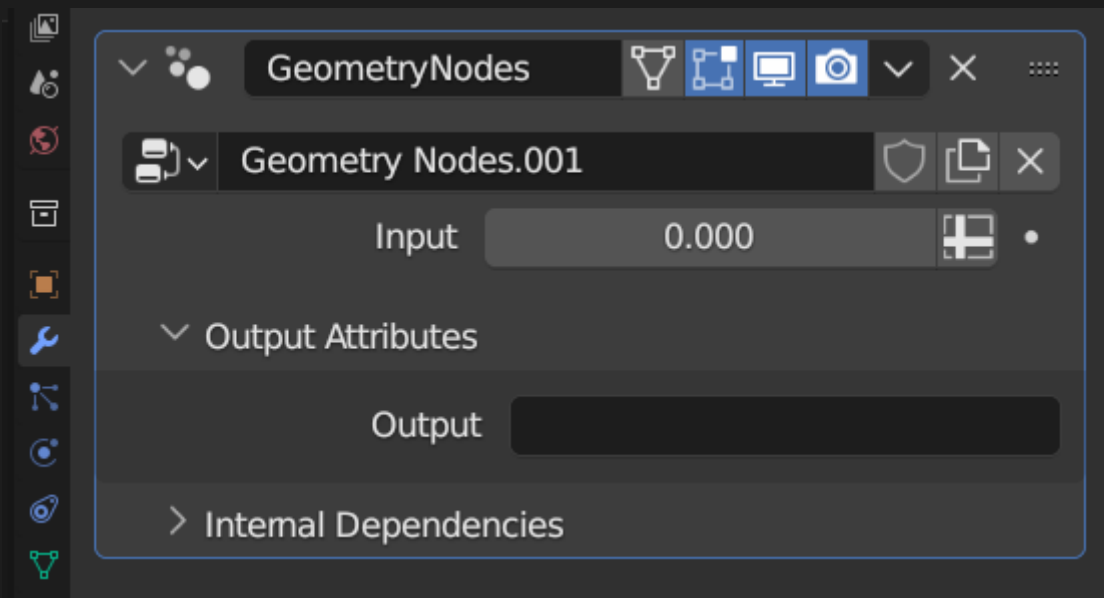 GeometryNodes
Geometry Nodes.001
Input 0.000
Output Attributes
Output
Internal Dependencies